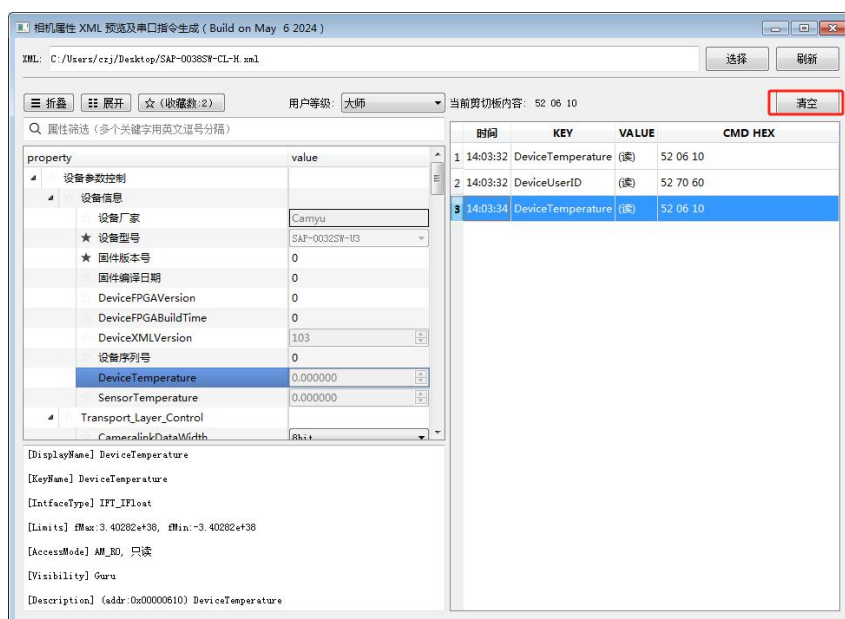 相机属性 XML 预览及串口指令生成 ( Build on May  6 2024 )
XML: C:/Users/czj/Desktop/SAP-0038SW-CL-H.xml 选择 刷新
☰ 折叠 展开 ☆ (收藏数:2) 用户等级: 大师 当前剪切板内容: 52 06 10 清空
属性筛选 (多个关键字用英文逗号分隔)
property value
设备参数控制
设备信息
设备厂家 Camyu
★ 设备型号 SAP-0032SW-U3
★ 固件版本号 0
固件编译日期 0
DeviceFPGAVersion 0
DeviceFPGABuildTime 0
DeviceXMLVersion 103
设备序列号 0
DeviceTemperature 0.000000
SensorTemperature 0.000000
Transport_Layer_Control
CameralinkDataWidth 8bit
时间 KEY VALUE CMD HEX
1 14:03:32 DeviceTemperature (读) 52 06 10
2 14:03:32 DeviceUserID (读) 52 70 60
3 14:03:34 DeviceTemperature (读) 52 06 10
[DisplayName] DeviceTemperature
[KeyName] DeviceTemperature
[IntfaceType] IFT_IFloat
[Limits] fMax:3.40282e+38, fMin:-3.40282e+38
[AccessMode] AM_RO, 只读
[Visibility] Guru
[Description] (addr:0x00000610) DeviceTemperature